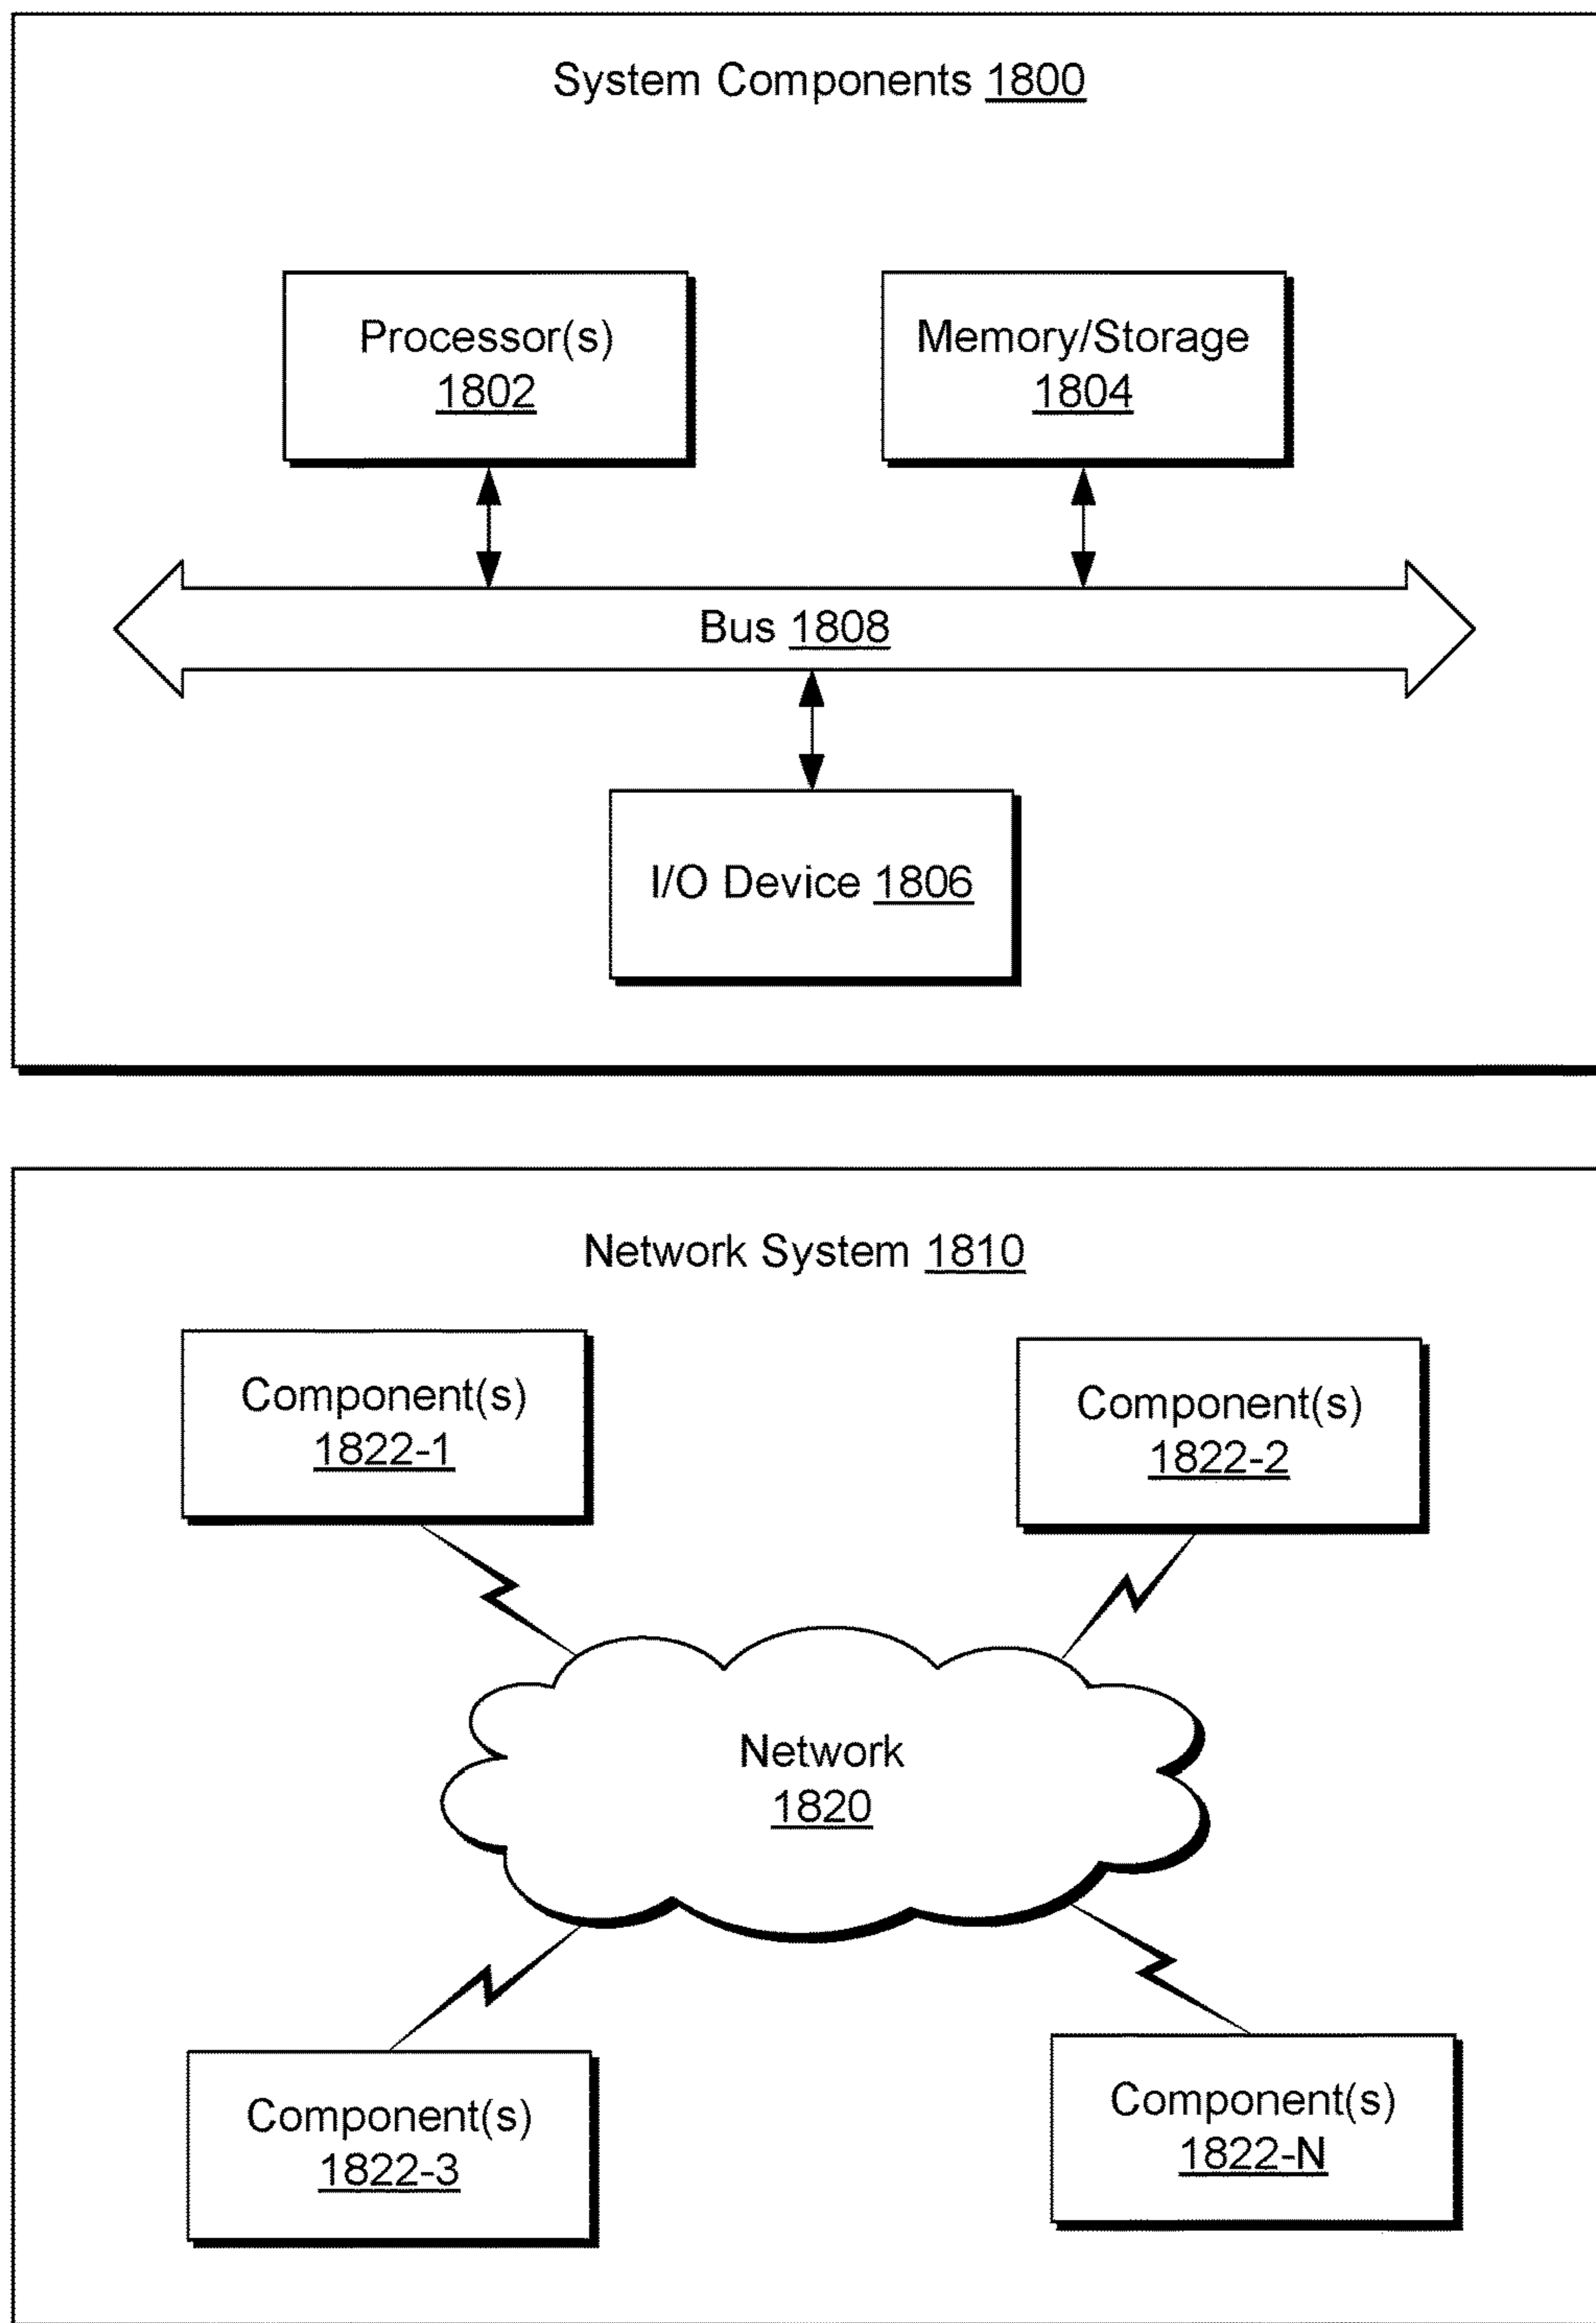 System Components 1800
Processor(s)
1802
Memory/Storage
1804
Bus 1808
I/O Device 1806
Network System 1810
Component(s)
1822-1
Component(s)
1822-2
Network
1820
Component(s)
1822-3
Component(s)
1822-N